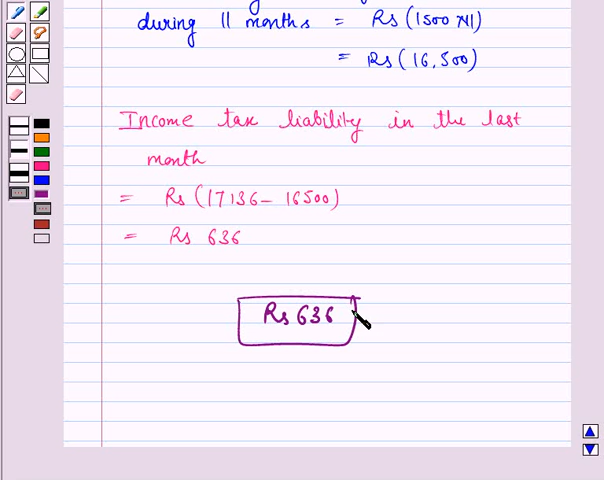 during 11 months = Rs (1500 x11)
= Rs (16,500)
Income tax liability in the last
month
= Rs (17136 - 16500)
= Rs 636
Rs 636